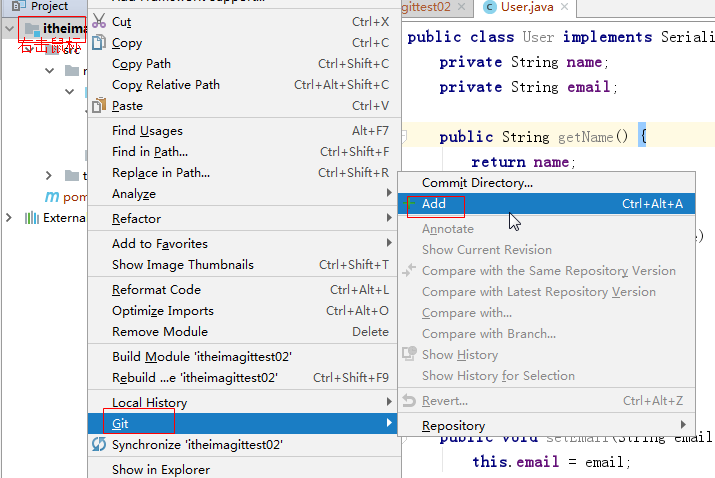 Project
agittest02
User.java
itheima
右击鼠标
src
pom
External
Cut Ctrl+X
Copy Ctrl+C
Copy Path Ctrl+Shift+C
Copy Relative Path Ctrl+Alt+Shift+C
Paste Ctrl+V
Find Usages Alt+F7
Find in Path... Ctrl+Shift+F
Replace in Path... Ctrl+Shift+R
Analyze
Refactor
Add to Favorites
Show Image Thumbnails Ctrl+Shift+T
Reformat Code Ctrl+Alt+L
Optimize Imports Ctrl+Alt+O
Remove Module Delete
Build Module 'itheimagittest02'
Rebuild ...e 'itheimagittest02' Ctrl+Shift+F9
Local History
Git
Synchronize 'itheimagittest02'
Show in Explorer
public class User implements Seriali
private String name;
private String email;
public String getName() {
return name;
Commit Directory...
Add Ctrl+Alt+A
Annotate
Show Current Revision
Compare with the Same Repository Version
Compare with Latest Repository Version
Compare with...
Compare with Branch...
Show History
Show History for Selection
Revert... Ctrl+Alt+Z
Repository
public void setEmail(String email
this.email = email;